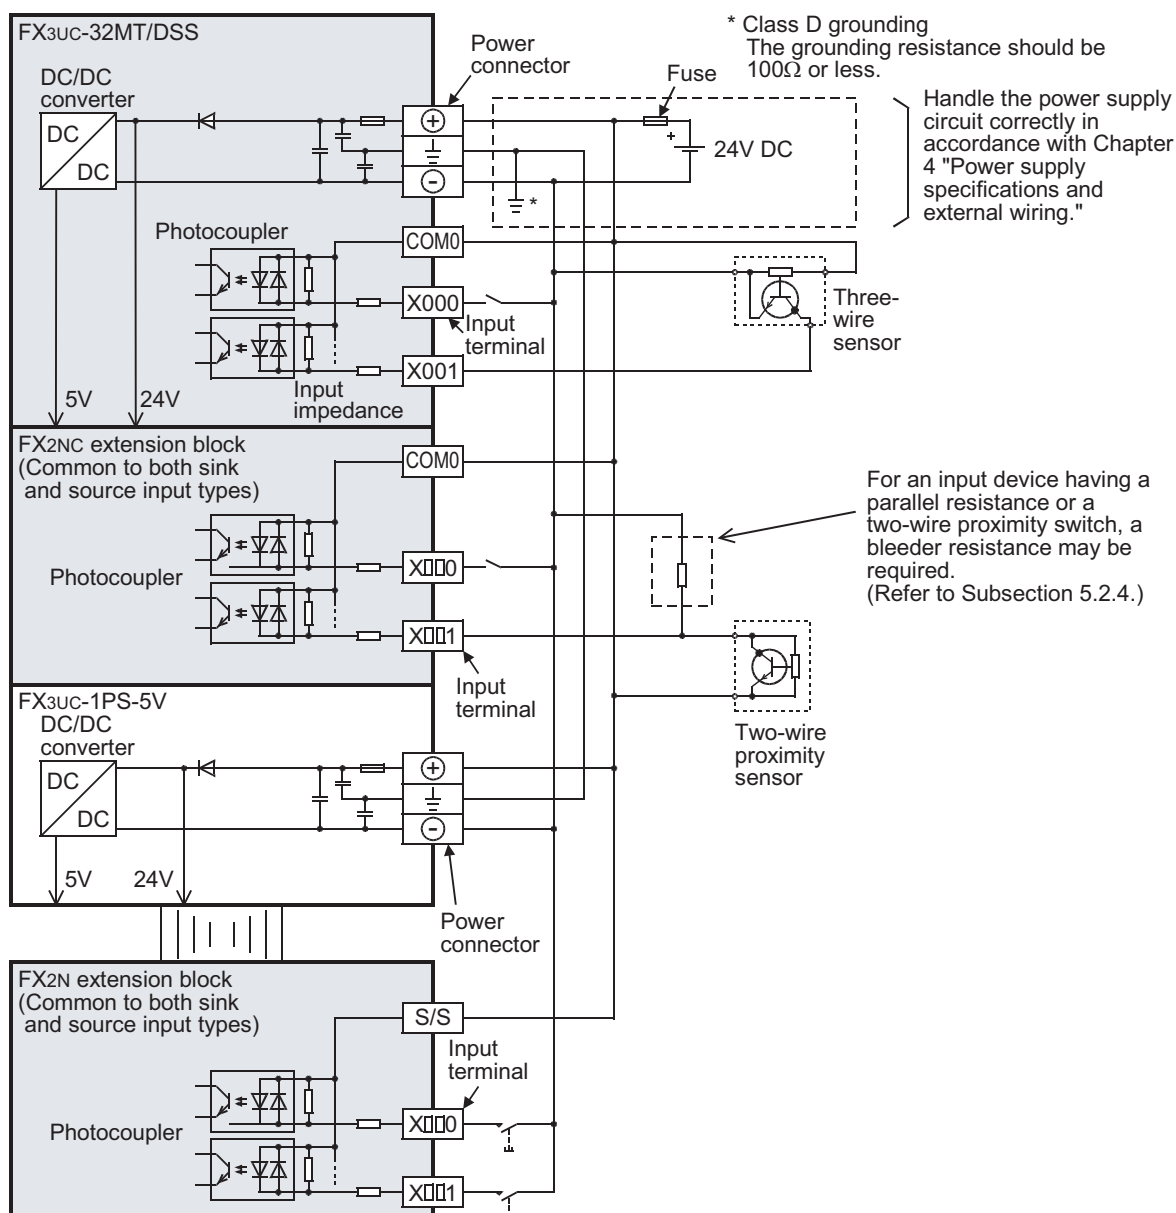 FX3UC-32MT/DSS
DC/DC
converter
DC
DC
Power
connector
* Class D grounding
The grounding resistance should be
100Ω or less.
Fuse
+
24V DC
*
Handle the power supply
circuit correctly in
accordance with Chapter
4 "Power supply
specifications and
external wiring."
Photocoupler
COM0
X000
Input
terminal
X001
Input
impedance
Three-
wire
sensor
5V
24V
FX2NC extension block
(Common to both sink
and source input types)
COM0
Photocoupler
X□□0
X□□1
Input
terminal
For an input device having a
parallel resistance or a
two-wire proximity switch, a
bleeder resistance may be
required.
(Refer to Subsection 5.2.4.)
Two-wire
proximity
sensor
FX3UC-1PS-5V
DC/DC
converter
DC
DC
5V
24V
Power
connector
FX2N extension block
(Common to both sink
and source input types)
S/S
Input
terminal
Photocoupler
X□□0
X□□1